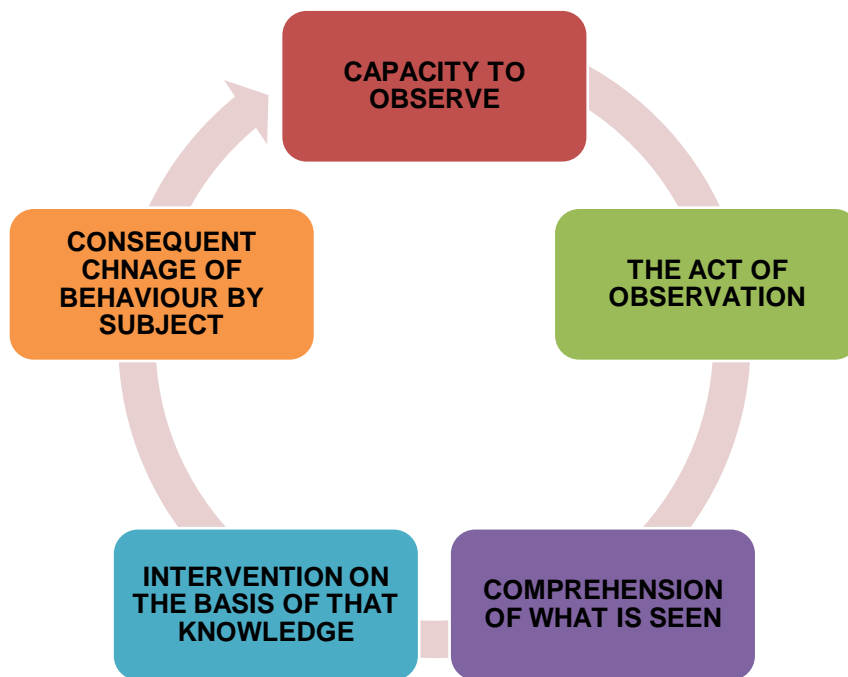 CAPACITY TO
OBSERVE
THE ACT OF
OBSERVATION
COMPREHENSION
OF WHAT IS SEEN
INTERVENTION ON
THE BASIS OF THAT
KNOWLEDGE
CONSEQUENT
CHNAGE OF
BEHAVIOUR BY
SUBJECT